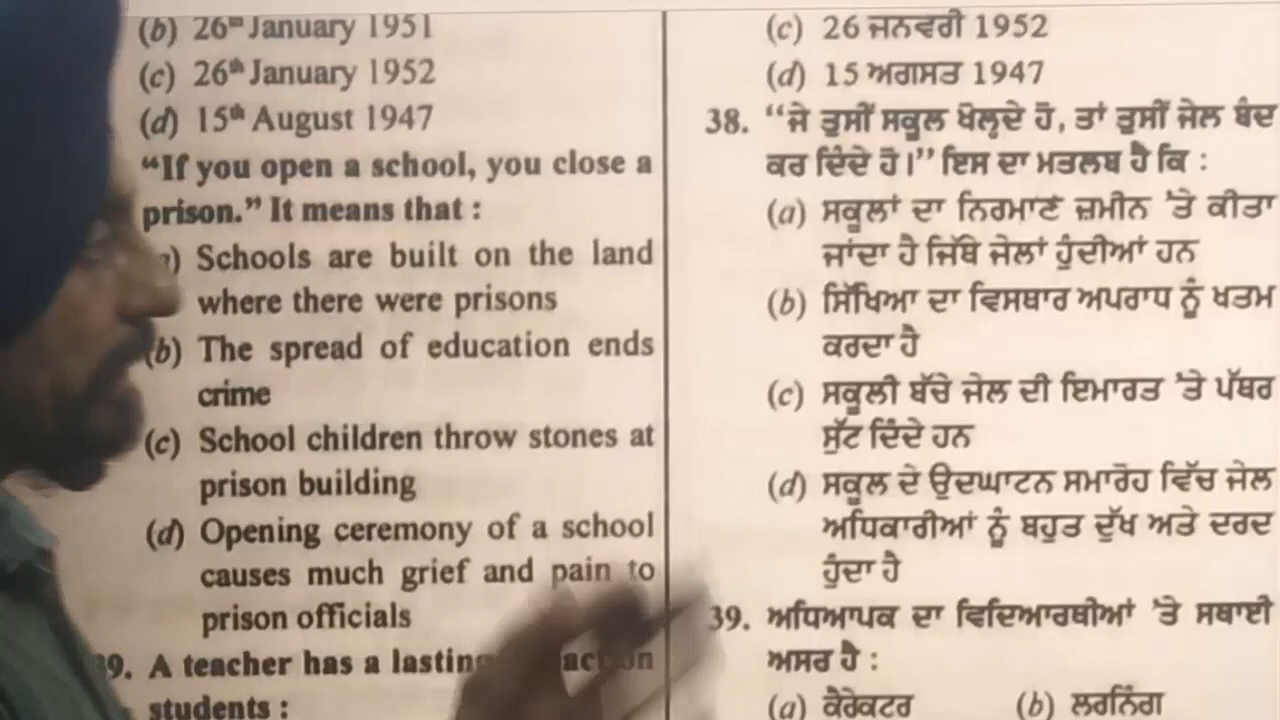 (b) 26th January 1951
(c) 26th January 1952
(d) 15th August 1947
“If you open a school, you close a
prison.” It means that :
Schools are built on the land
where there were prisons
(b) The spread of education ends
crime
(c) School children throw stones at
prison building
(d) Opening ceremony of a school
causes much grief and pain to
prison officials
39. A teacher has a lasting on
students :
(c) 26 ਜਨਵਰੀ 1952
(d) 15 ਅਗਸਤ 1947
38. “ਜੇ ਤੁਸੀਂ ਸਕੂਲ ਖੋਲ੍ਹਦੇ ਹੋ, ਤਾਂ ਤੁਸੀਂ ਜੇਲ ਬੰਦ
ਕਰ ਦਿੰਦੇ ਹੋ।” ਇਸ ਦਾ ਮਤਲਬ ਹੈ ਕਿ :
(a) ਸਕੂਲਾਂ ਦਾ ਨਿਰਮਾਣ ਜ਼ਮੀਨ 'ਤੇ ਕੀਤਾ
ਜਾਂਦਾ ਹੈ ਜਿੱਥੇ ਜੇਲਾਂ ਹੁੰਦੀਆਂ ਹਨ
(b) ਸਿੱਖਿਆ ਦਾ ਵਿਸਥਾਰ ਅਪਰਾਧ ਨੂੰ ਖਤਮ
ਕਰਦਾ ਹੈ
(c) ਸਕੂਲੀ ਬੱਚੇ ਜੇਲ ਦੀ ਇਮਾਰਤ 'ਤੇ ਪੱਥਰ
ਸੁੱਟ ਦਿੰਦੇ ਹਨ
(d) ਸਕੂਲ ਦੇ ਉਦਘਾਟਨ ਸਮਾਰੋਹ ਵਿੱਚ ਜੇਲ
ਅਧਿਕਾਰੀਆਂ ਨੂੰ ਬਹੁਤ ਦੁੱਖ ਅਤੇ ਦਰਦ
ਹੁੰਦਾ ਹੈ
39. ਅਧਿਆਪਕ ਦਾ ਵਿਦਿਆਰਥੀਆਂ 'ਤੇ ਸਥਾਈ
ਅਸਰ ਹੈ :
(a) ਕੈਰੇਕਟਰ (b) ਲਰਨਿੰਗ